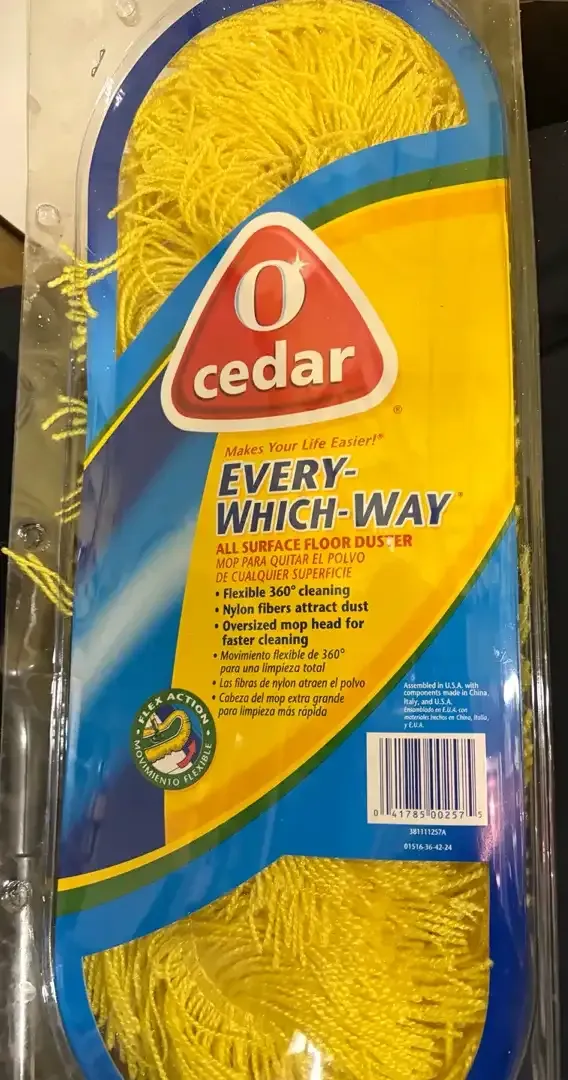 O
cedar®
Makes Your Life Easier!®
EVERY-
WHICH-WAY™
ALL SURFACE FLOOR DUSTER
MOP PARA QUITAR EL POLVO
DE CUALQUIER SUPERFICIE
• Flexible 360° cleaning
• Nylon fibers attract dust
• Oversized mop head for
faster cleaning
• Movimiento flexible de 360°
para una limpieza total
• Las fibras de nylon atraen el polvo
• Cabeza del mop extra grande
para limpieza más rápida
• FLEX ACTION •
MOVIMIENTO FLEXIBLE
Assembled in U.S.A. with
components made in China,
Italy, and U.S.A.
Ensamblado en E.U.A. con
materiales hechos en China, Italia,
y E.U.A.
0 41785 00257 5
381111257A
01516-36-42-24